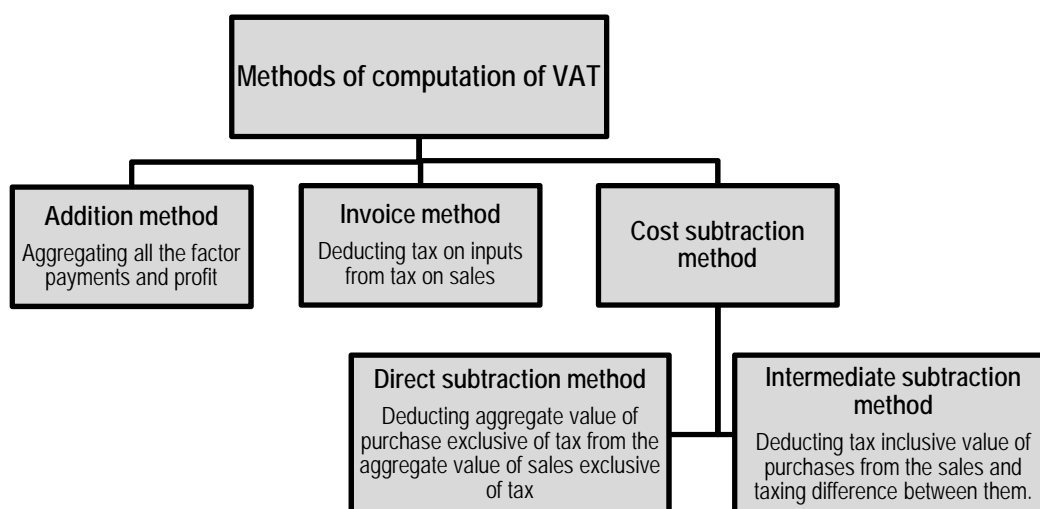 Methods of computation of VAT
Addition method
Aggregating all the factor
payments and profit
Invoice method
Deducting tax on inputs
from tax on sales
Cost subtraction
method
Direct subtraction method
Deducting aggregate value of
purchase exclusive of tax from the
aggregate value of sales exclusive
of tax
Intermediate subtraction
method
Deducting tax inclusive value of
purchases from the sales and
taxing difference between them.